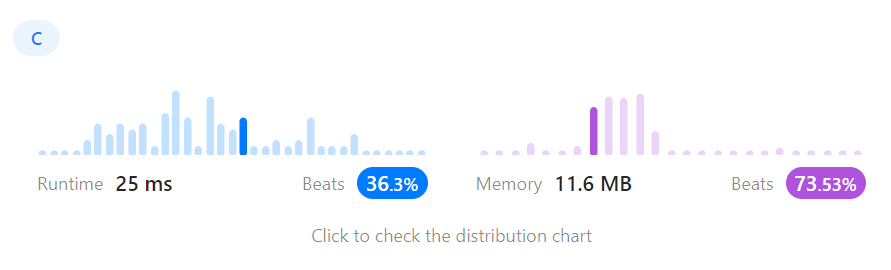 C
Runtime 25 ms Beats 36.3% Memory 11.6 MB Beats 73.53%
Click to check the distribution chart